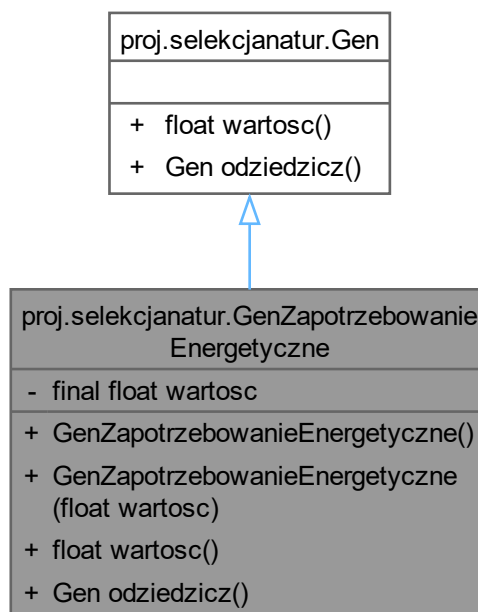 proj.selekcjanatur.Gen
+ float wartosc()
+ Gen odziedzicz()
proj.selekcjanatur.GenZapotrzebowanie
Energetyczne
- final float wartosc
+ GenZapotrzebowanieEnergetyczne()
+ GenZapotrzebowanieEnergetyczne
(float wartosc)
+ float wartosc()
+ Gen odziedzicz()